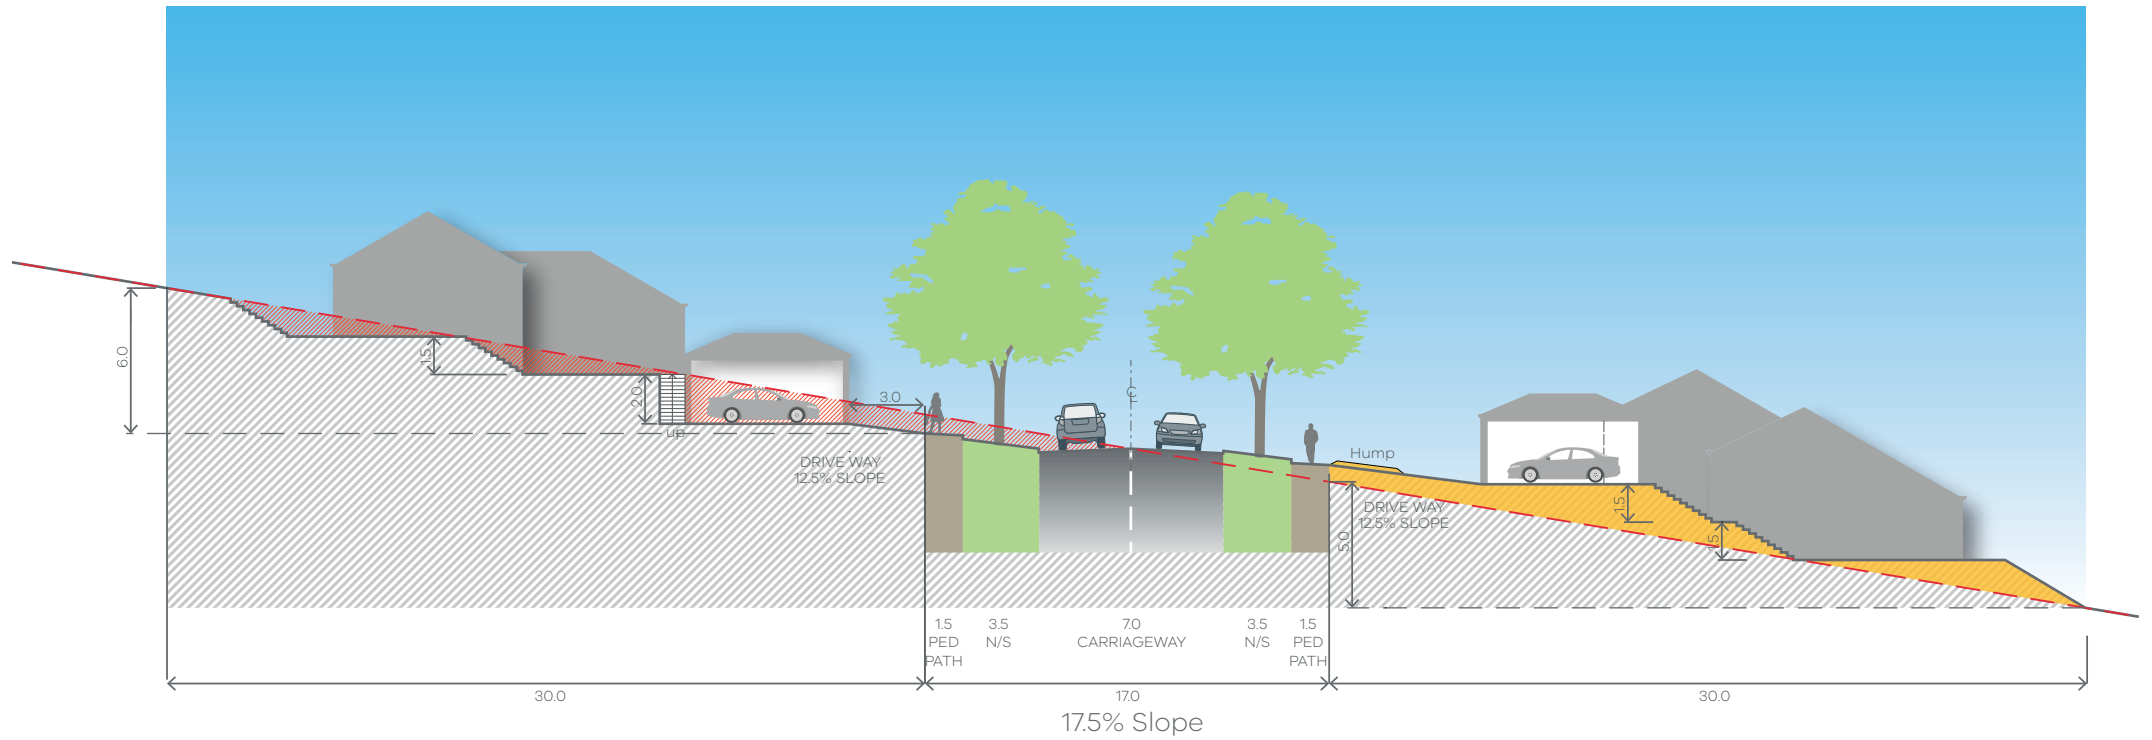 6.0
1.5
2.0
up
3.0
DRIVE WAY
12.5% SLOPE
CL
Hump
DRIVE WAY
12.5% SLOPE
5.0
1.5
1.5
1.5
PED
PATH
3.5
N/S
7.0
CARRIAGEWAY
3.5
N/S
1.5
PED
PATH
30.0
17.0
30.0
17.5% Slope